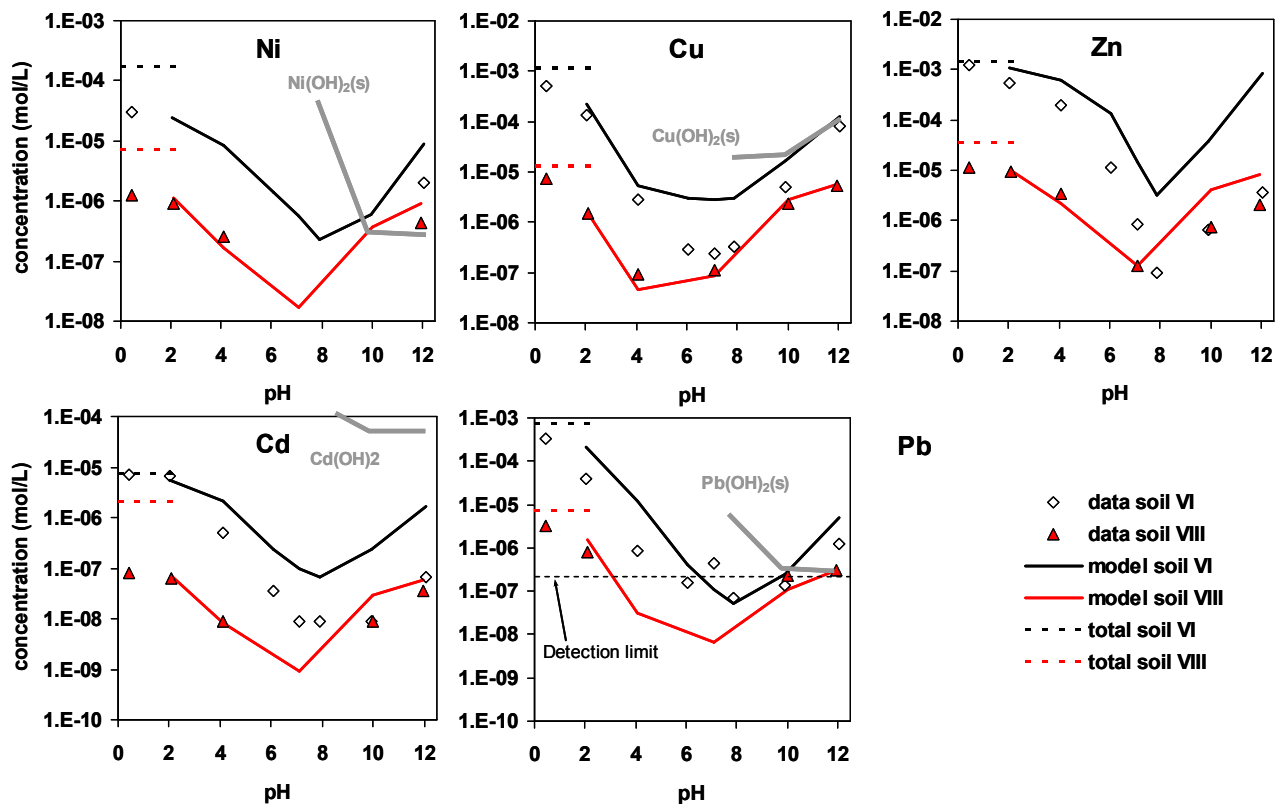 Ni
Ni(OH)2(s)
1.E-03
1.E-04
1.E-05
1.E-06
1.E-07
1.E-08
concentration (mol/L)
0 2 4 6 8 10 12
pH
Cu
Cu(OH)2(s)
1.E-02
1.E-03
1.E-04
1.E-05
1.E-06
1.E-07
1.E-08
0 2 4 6 8 10 12
pH
Zn
1.E-02
1.E-03
1.E-04
1.E-05
1.E-06
1.E-07
1.E-08
0 2 4 6 8 10 12
pH
Cd
Cd(OH)2
1.E-04
1.E-05
1.E-06
1.E-07
1.E-08
1.E-09
1.E-10
concentration (mol/L)
0 2 4 6 8 10 12
pH
Pb(OH)2(s)
Detection limit
1.E-03
1.E-04
1.E-05
1.E-06
1.E-07
1.E-08
1.E-09
1.E-10
0 2 4 6 8 10 12
pH
Pb
data soil VI
data soil VIII
model soil VI
model soil VIII
total soil VI
total soil VIII